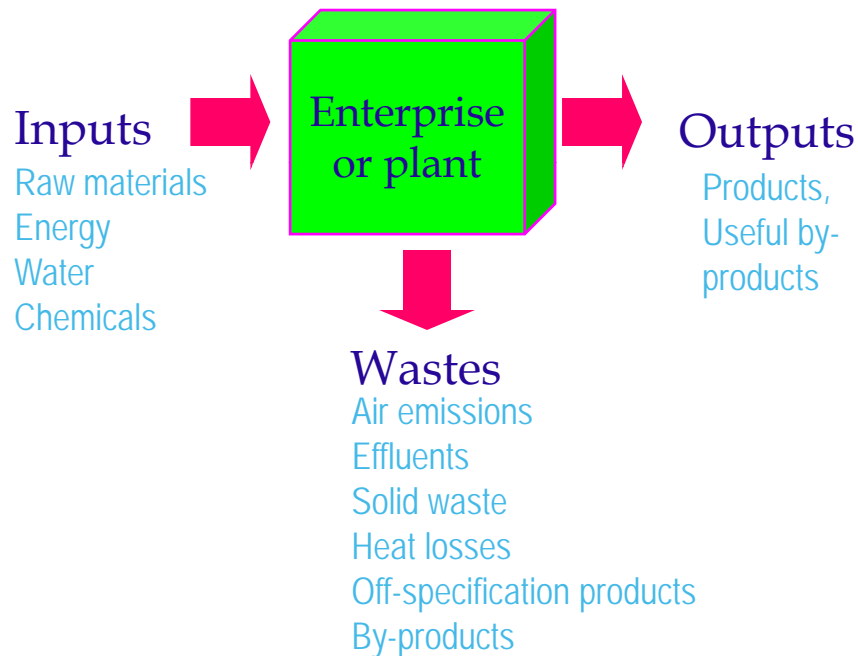 Inputs
Raw materials
Energy
Water
Chemicals
Enterprise
or plant
Outputs
Products,
Useful by-
products
Wastes
Air emissions
Effluents
Solid waste
Heat losses
Off-specification products
By-products